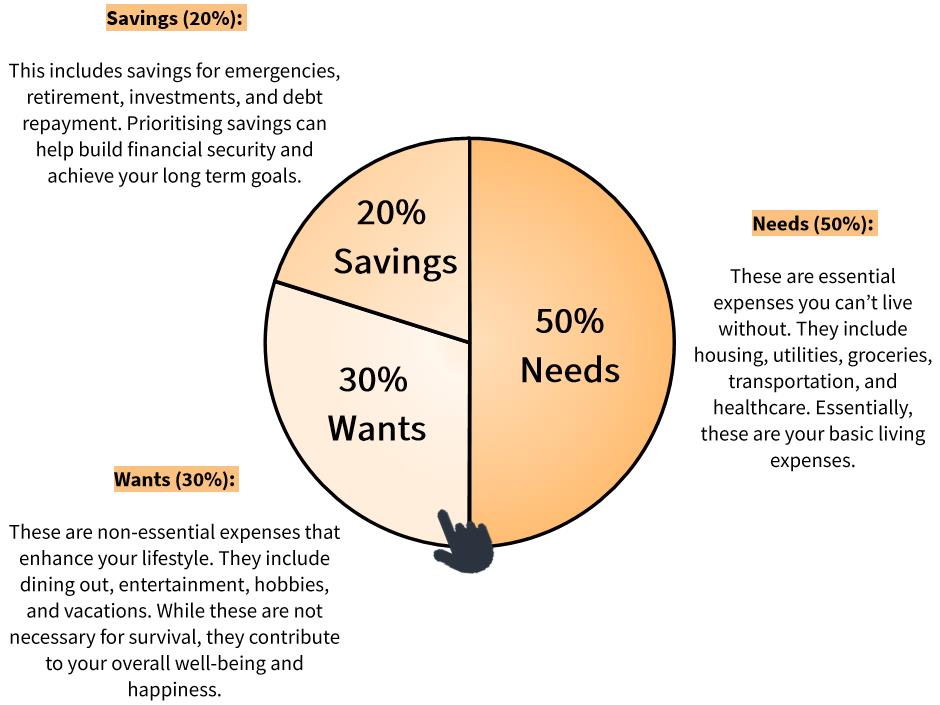 Savings (20%):
This includes savings for emergencies,
retirement, investments, and debt
repayment. Prioritising savings can
help build financial security and
achieve your long term goals.
20%
Savings
50%
Needs
30%
Wants
Needs (50%):
These are essential
expenses you can’t live
without. They include
housing, utilities, groceries,
transportation, and
healthcare. Essentially,
these are your basic living
expenses.
Wants (30%):
These are non-essential expenses that
enhance your lifestyle. They include
dining out, entertainment, hobbies,
and vacations. While these are not
necessary for survival, they contribute
to your overall well-being and
happiness.